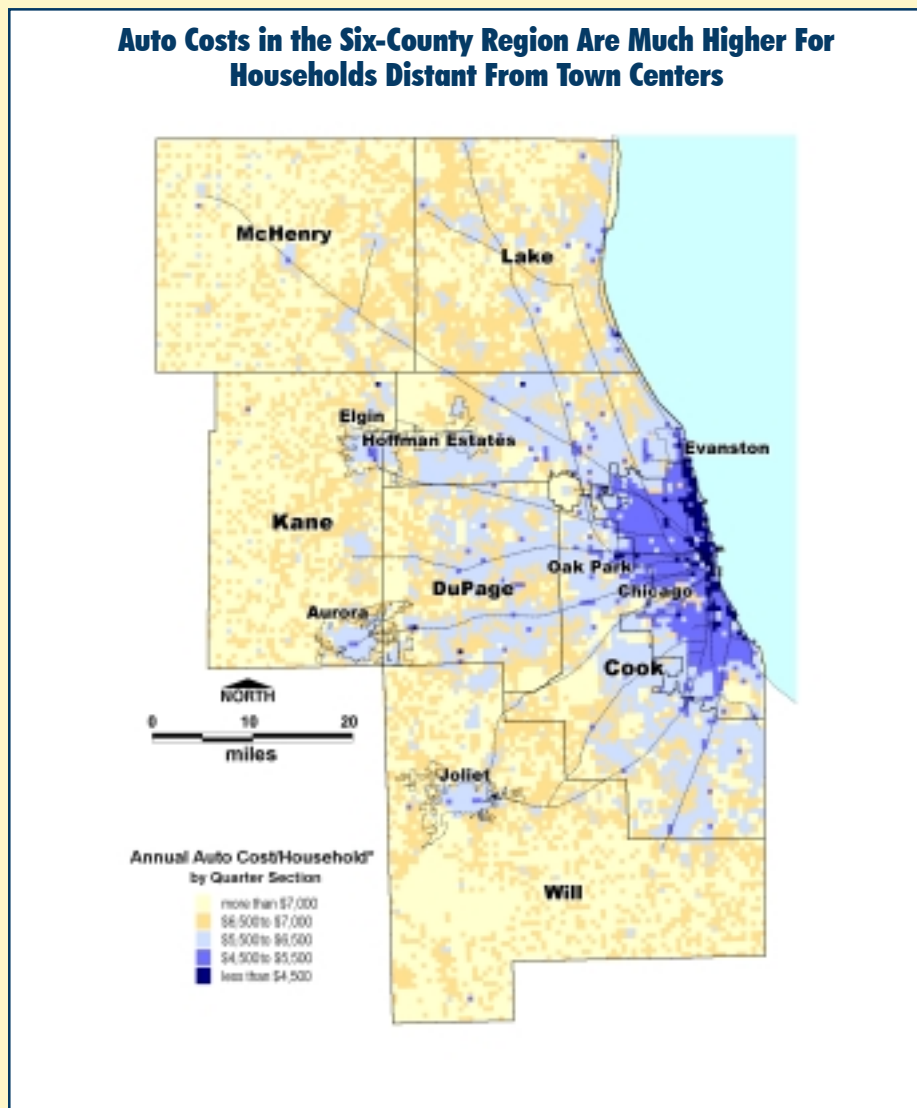 Auto Costs in the Six-County Region Are Much Higher For
Households Distant From Town Centers
McHenry
Lake
Elgin
Hoffman Estates
Evanston
Kane
Oak Park
DuPage
Chicago
Aurora
Cook
NORTH
0 10 20
miles
Joliet
Annual Auto Cost/Household*
by Quarter Section
Will
more than $7,000
$6,500 to $7,000
$5,500 to $6,500
$4,500 to $5,500
less than $4,500